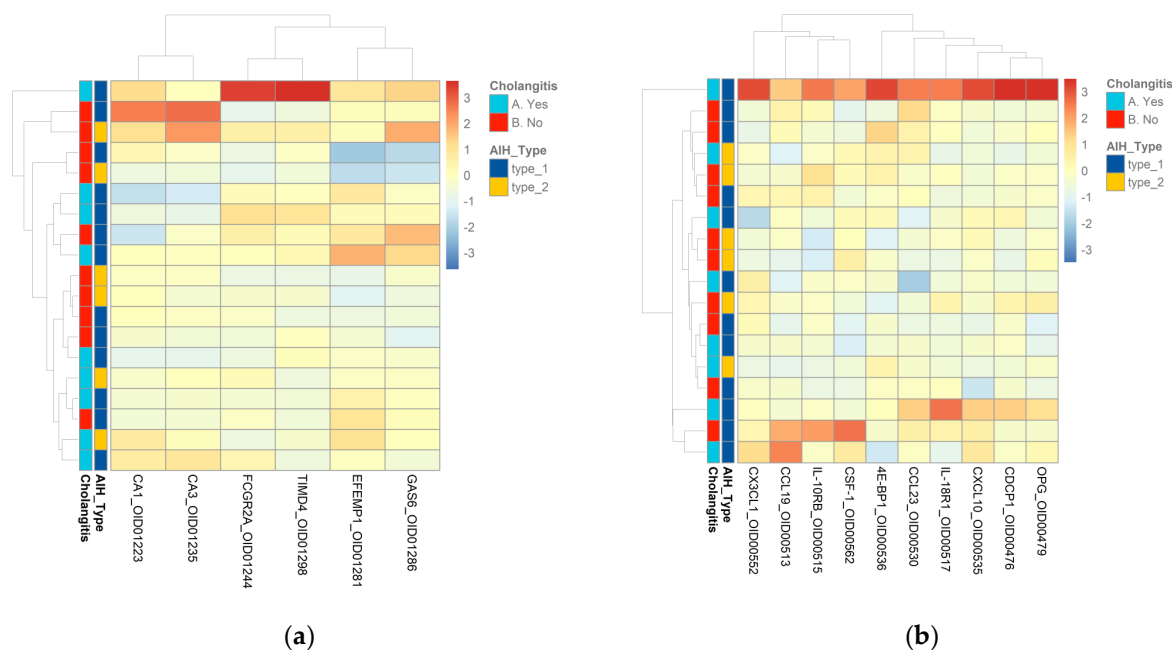 Cholangitis
A. Yes
B. No
AIH_Type
type_1
type_2
3
2
1
0
-1
-2
-3
AIH_Type
Cholangitis
CA1_OID01223
CA3_OID01235
FCGR2A_OID01244
TIMD4_OID01298
EFEMP1_OID01281
GAS6_OID01286
(a)
Cholangitis
A. Yes
B. No
AIH_Type
type_1
type_2
3
2
1
0
-1
-2
-3
Cholangitis
AIH_Type
CX3CL1_OID00552
CCL19_OID00513
IL-10RB_OID00515
CSF-1_OID00562
4E-BP1_OID00536
CCL23_OID00530
IL-18R1_OID00517
CXCL10_OID00535
CDCP1_OID00476
OPG_OID00479
(b)